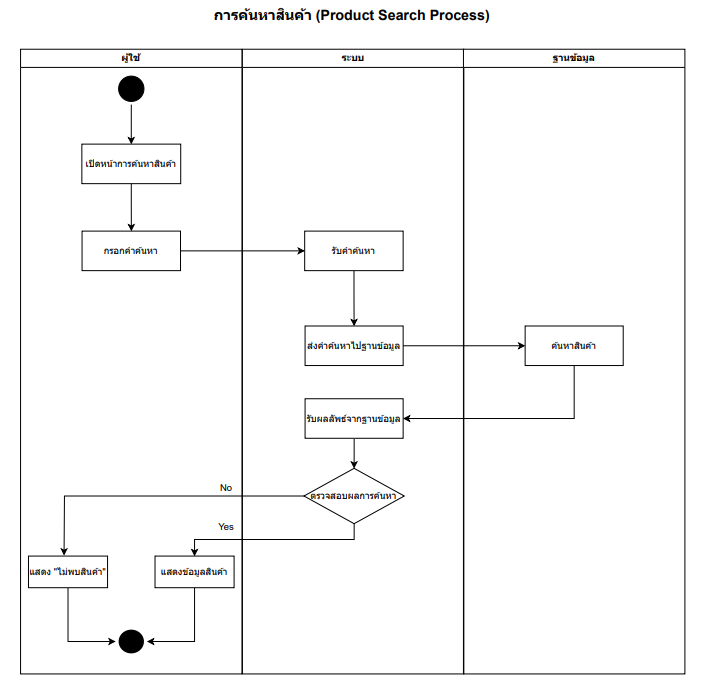 การค้นหาสินค้า (Product Search Process)
ผู้ใช้
ระบบ
ฐานข้อมูล
เปิดหน้าการค้นหาสินค้า
กรอกคำค้นหา
รับคำค้นหา
ส่งคำค้นหาไปฐานข้อมูล
ค้นหาสินค้า
รับผลลัพธ์จากฐานข้อมูล
ตรวจสอบผลการค้นหา
No
Yes
แสดง "ไม่พบสินค้า"
แสดงข้อมูลสินค้า